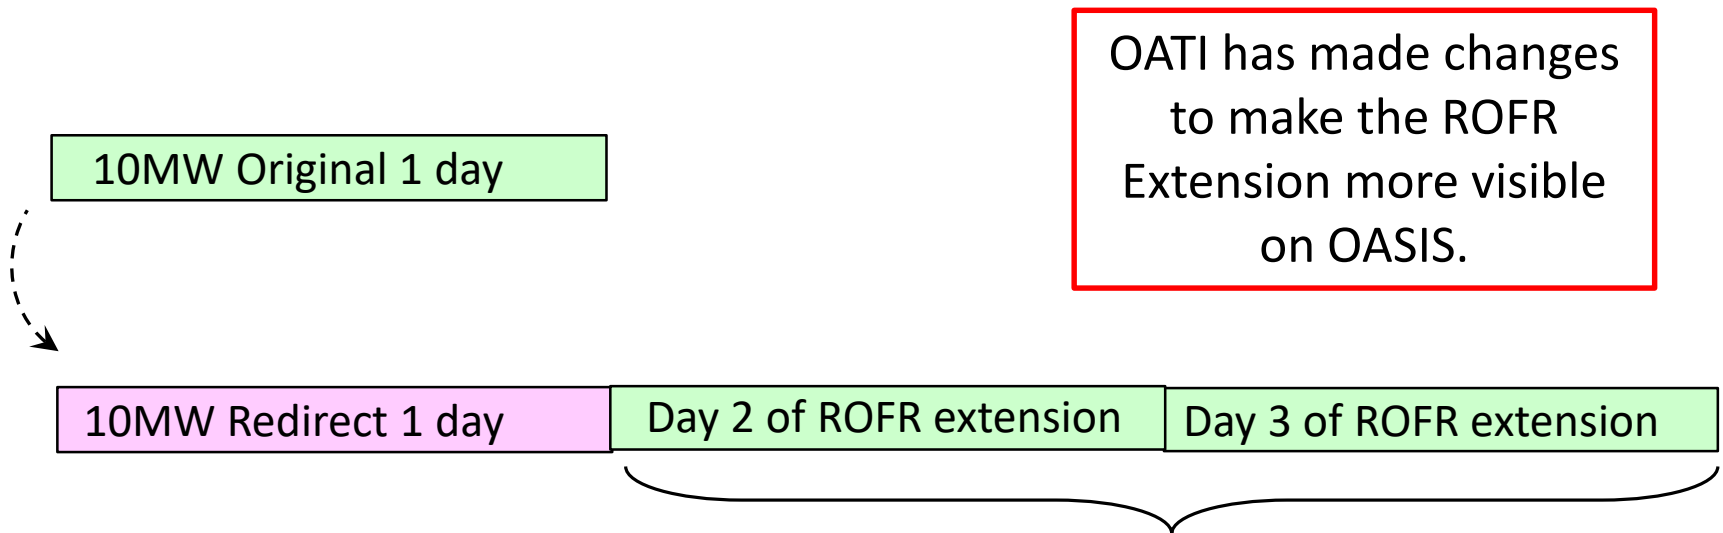 OATI has made changes
to make the ROFR
Extension more visible
on OASIS.
10MW Original 1 day
10MW Redirect 1 day
Day 2 of ROFR extension
Day 3 of ROFR extension